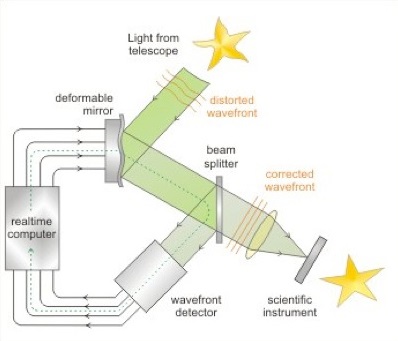 Light from
telescope
deformable
mirror
distorted
wavefront
beam
splitter
corrected
wavefront
realtime
computer
wavefront
detector
scientific
instrument